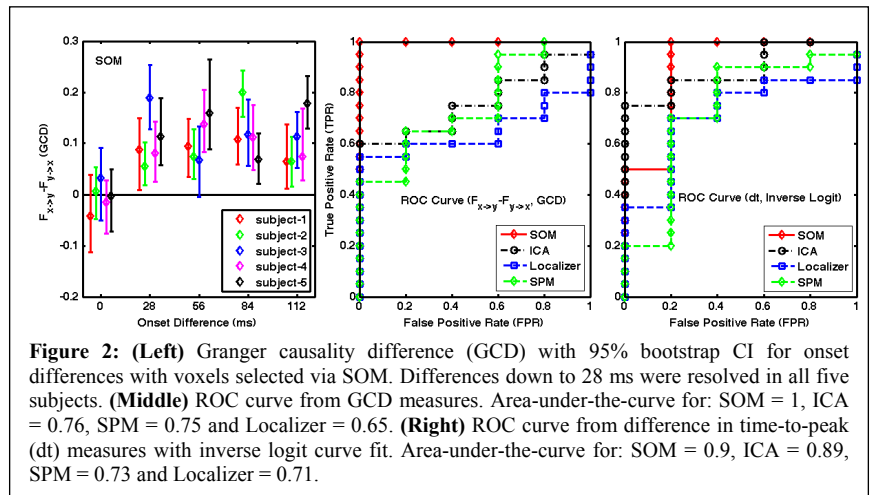 SOM
F_x->y-F_y->x (GCD)
0.3
0.2
0.1
0
0.1
0.2
subject-1
subject-2
subject-3
subject-4
subject-5
0 28 56 84 112
Onset Difference (ms)
True Positive Rate (TPR)
1
0.8
0.6
0.4
0.2
0
ROC Curve (F_x->y-F_y->x, GCD)
SOM
ICA
Localizer
SPM
0 0.2 0.4 0.6 0.8 1
False Positive Rate (FPR)
1
0.8
0.6
0.4
0.2
0
ROC Curve (dt, Inverse Logit)
SOM
ICA
Localizer
SPM
0 0.2 0.4 0.6 0.8 1
False Positive Rate (FPR)
Figure 2: (Left) Granger causality difference (GCD) with 95% bootstrap CI for onset
differences with voxels selected via SOM. Differences down to 28 ms were resolved in all five
subjects. (Middle) ROC curve from GCD measures. Area-under-the-curve for: SOM = 1, ICA
= 0.76, SPM = 0.75 and Localizer = 0.65. (Right) ROC curve from difference in time-to-peak
(dt) measures with inverse logit curve fit. Area-under-the-curve for: SOM = 0.9, ICA = 0.89,
SPM = 0.73 and Localizer = 0.71.